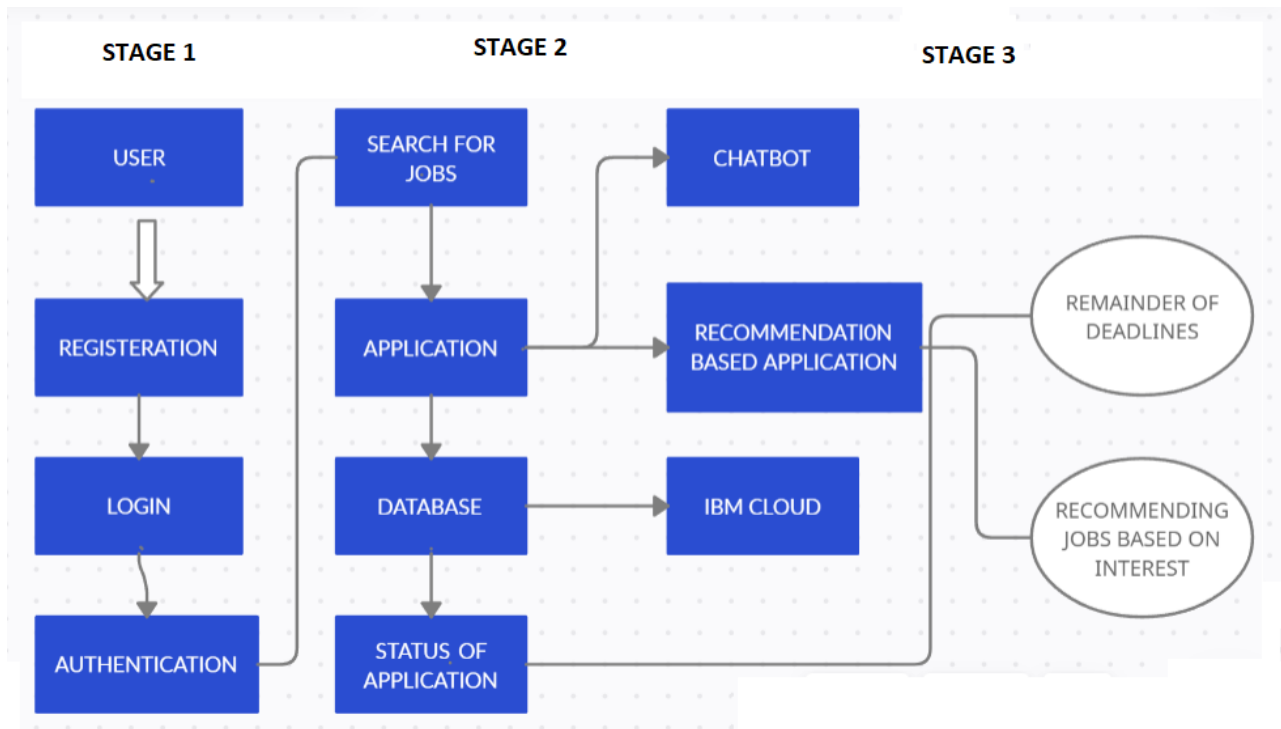 STAGE 1
STAGE 2
STAGE 3
USER
REGISTERATION
LOGIN
AUTHENTICATION
SEARCH FOR
JOBS
APPLICATION
DATABASE
STATUS OF
APPLICATION
CHATBOT
RECOMMENDATI0N
BASED APPLICATION
IBM CLOUD
REMAINDER OF
DEADLINES
RECOMMENDING
JOBS BASED ON
INTEREST